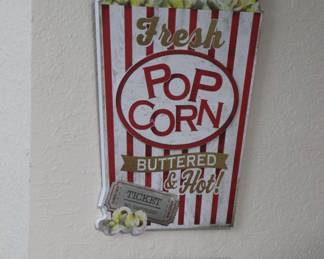 Fresh
POP
CORN
BUTTERED
& Hot!
TICKET